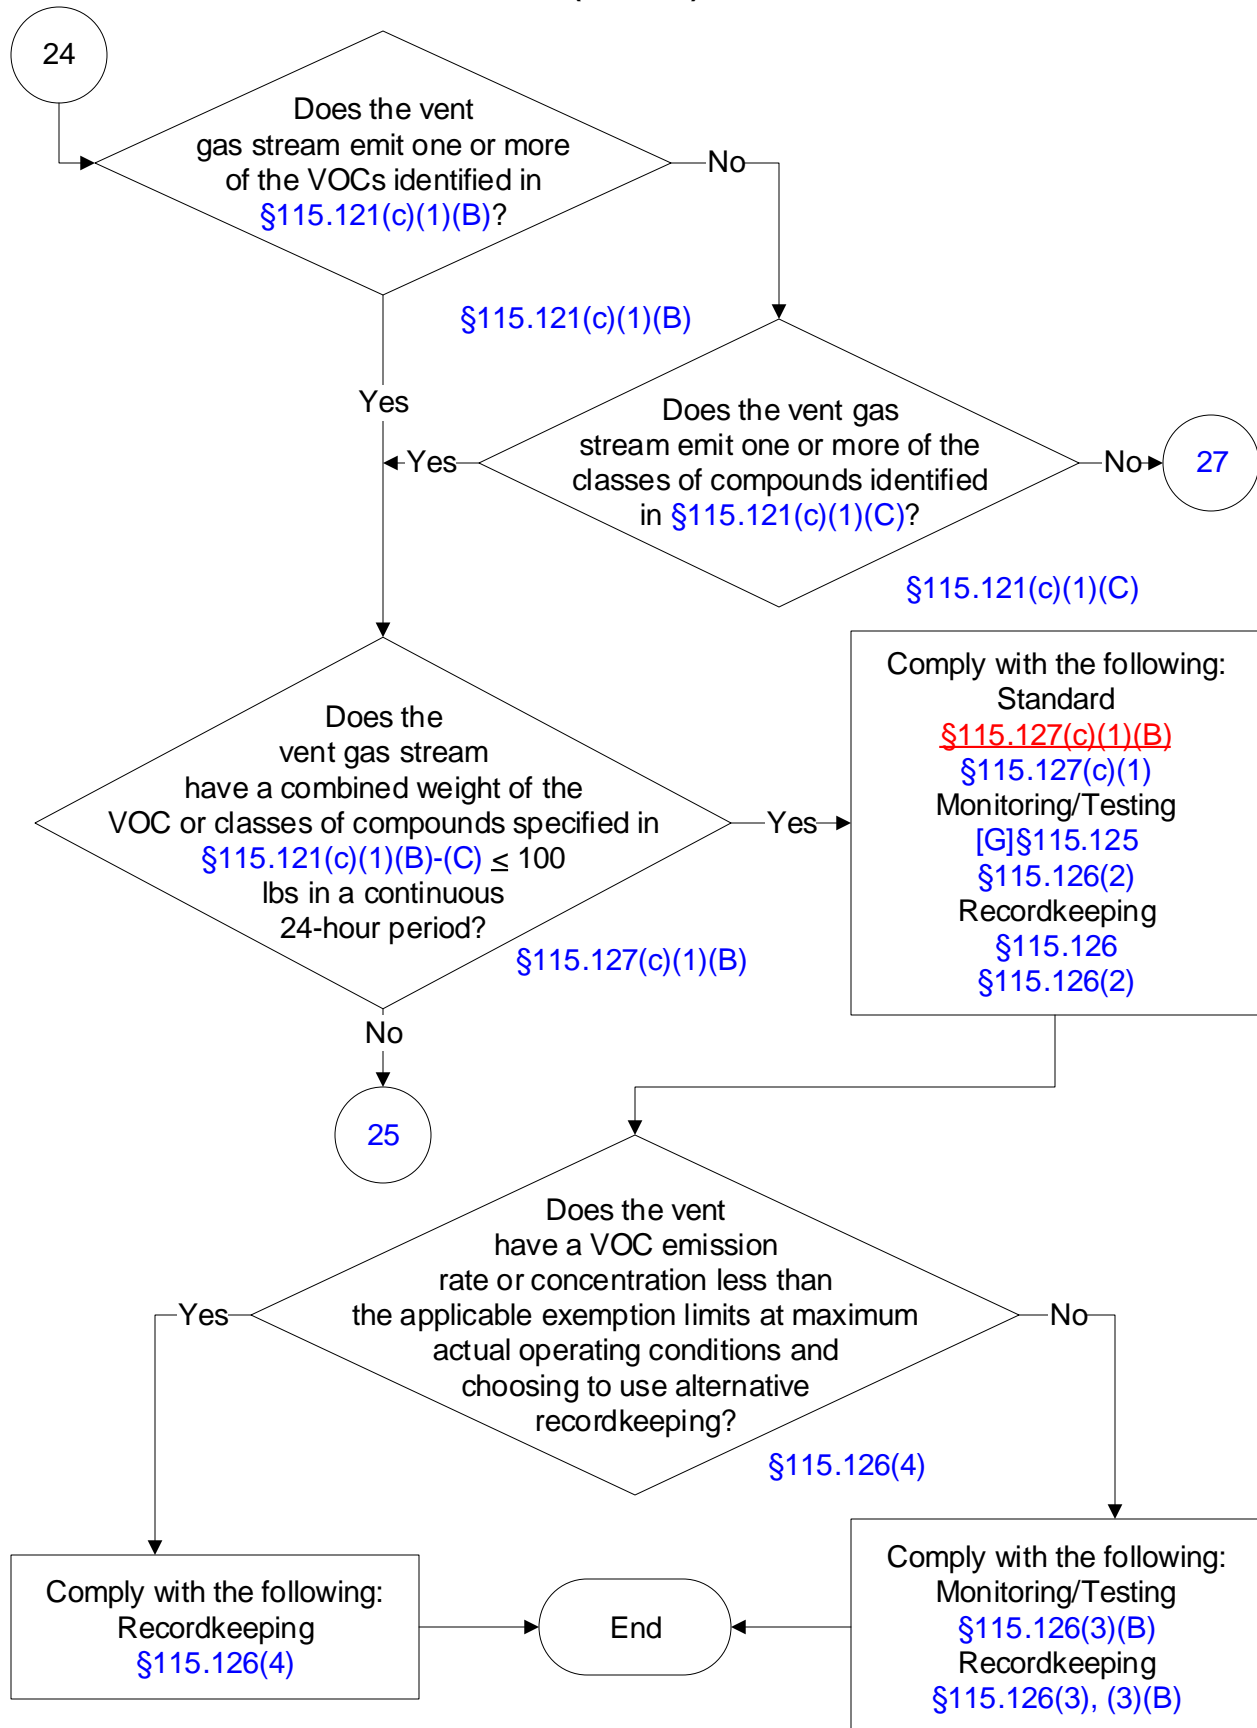 24
Does the vent
gas stream emit one or more
of the VOCs identified in
§115.121(c)(1)(B)?
No
§115.121(c)(1)(B)
Yes
Does the vent gas
stream emit one or more of the
classes of compounds identified
in §115.121(c)(1)(C)?
Yes
No
27
§115.121(c)(1)(C)
Does the
vent gas stream
have a combined weight of the
VOC or classes of compounds specified in
§115.121(c)(1)(B)-(C) ≤ 100
lbs in a continuous
24-hour period?
Yes
§115.127(c)(1)(B)
No
25
Comply with the following:
Standard
§115.127(c)(1)(B)
§115.127(c)(1)
Monitoring/Testing
[G]§115.125
§115.126(2)
Recordkeeping
§115.126
§115.126(2)
Does the vent
have a VOC emission
rate or concentration less than
the applicable exemption limits at maximum
actual operating conditions and
choosing to use alternative
recordkeeping?
Yes
No
§115.126(4)
Comply with the following:
Recordkeeping
§115.126(4)
End
Comply with the following:
Monitoring/Testing
§115.126(3)(B)
Recordkeeping
§115.126(3), (3)(B)